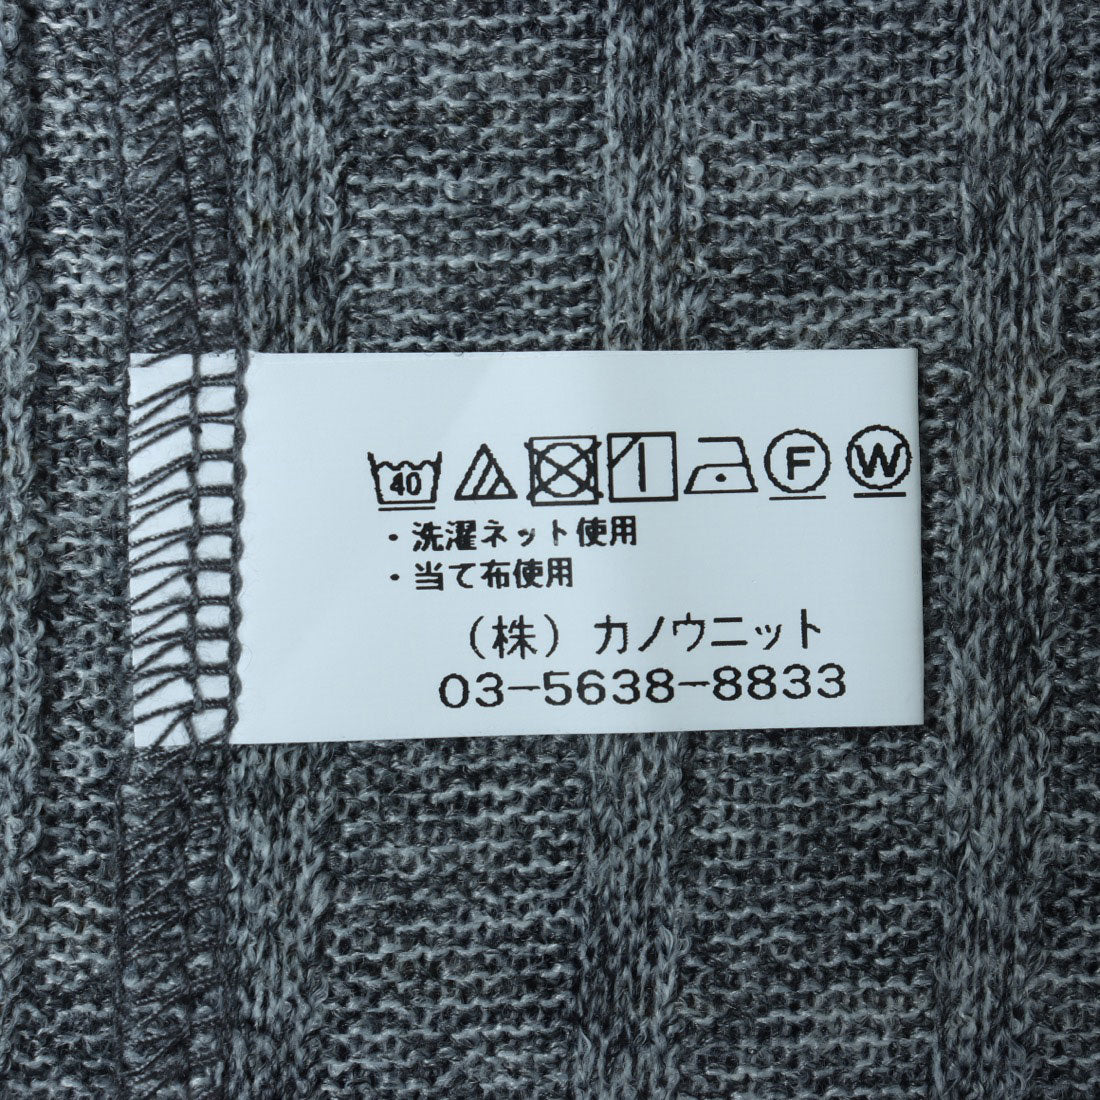 40 F W
・洗濯ネット使用
・当て布使用
（株）カノウニット
03-5638-8833